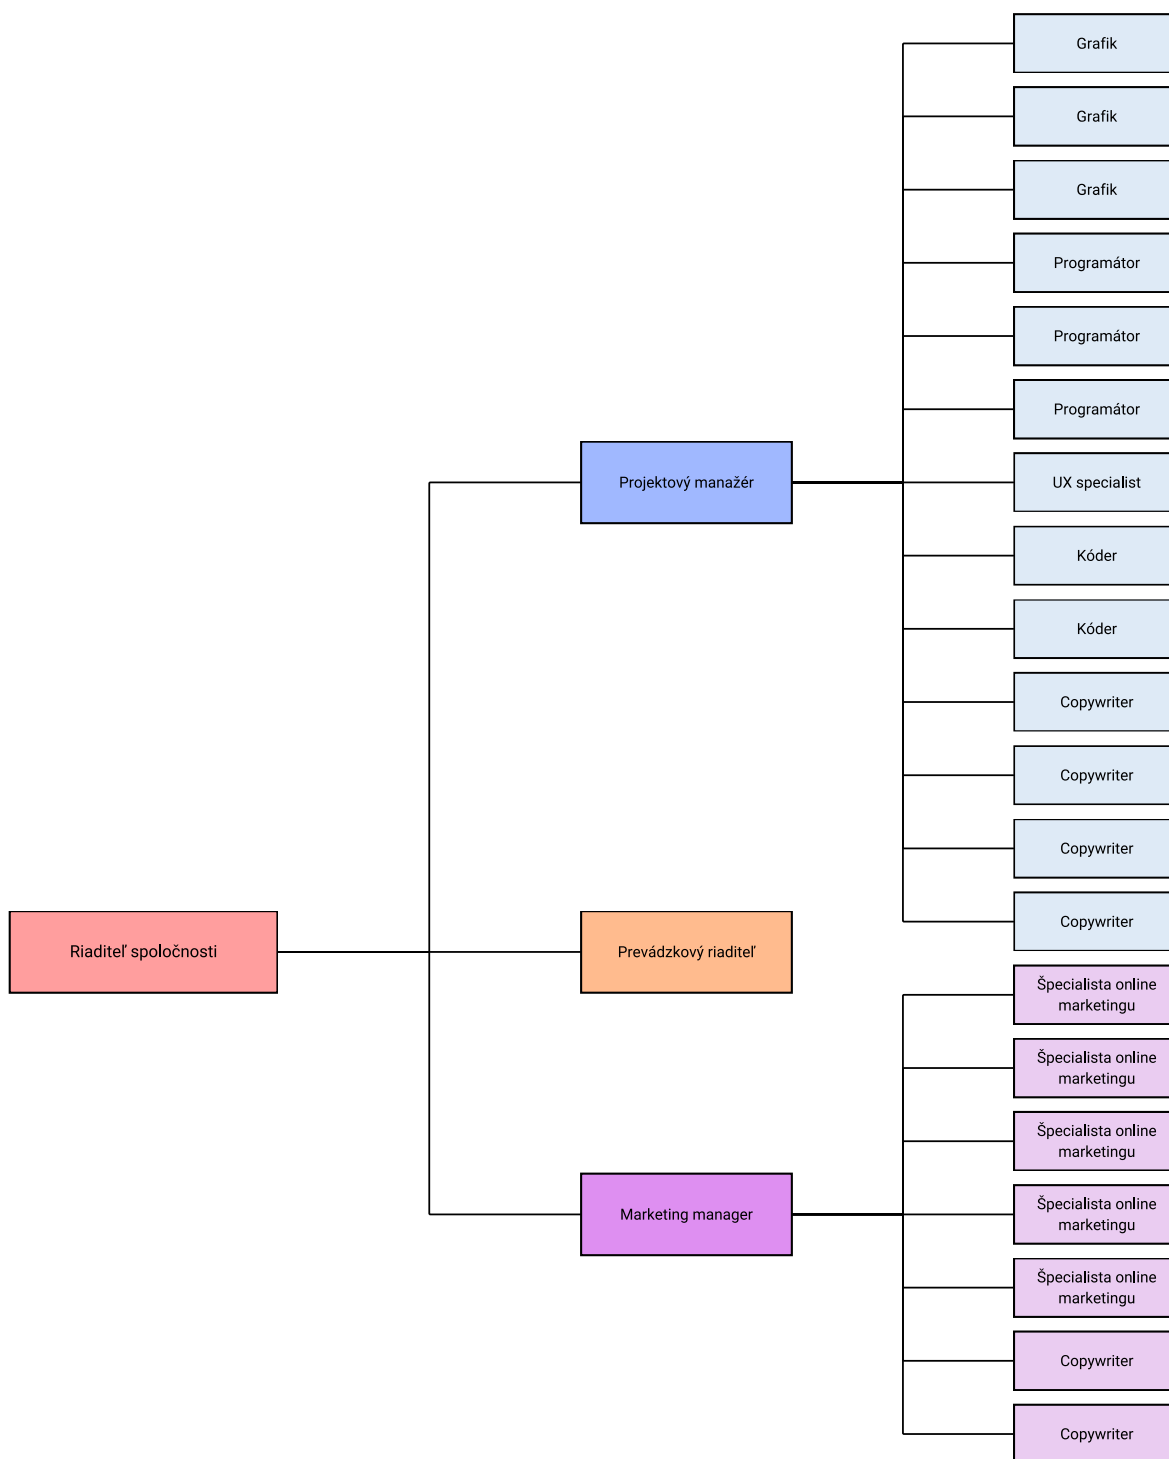 Grafik
Grafik
Grafik
Programátor
Programátor
Programátor
Projektový manažér
UX specialist
Kóder
Kóder
Copywriter
Copywriter
Copywriter
Copywriter
Riaditeľ spoločnosti
Prevádzkový riaditeľ
Špecialista online
marketingu
Špecialista online
marketingu
Špecialista online
marketingu
Marketing manager
Špecialista online
marketingu
Špecialista online
marketingu
Copywriter
Copywriter